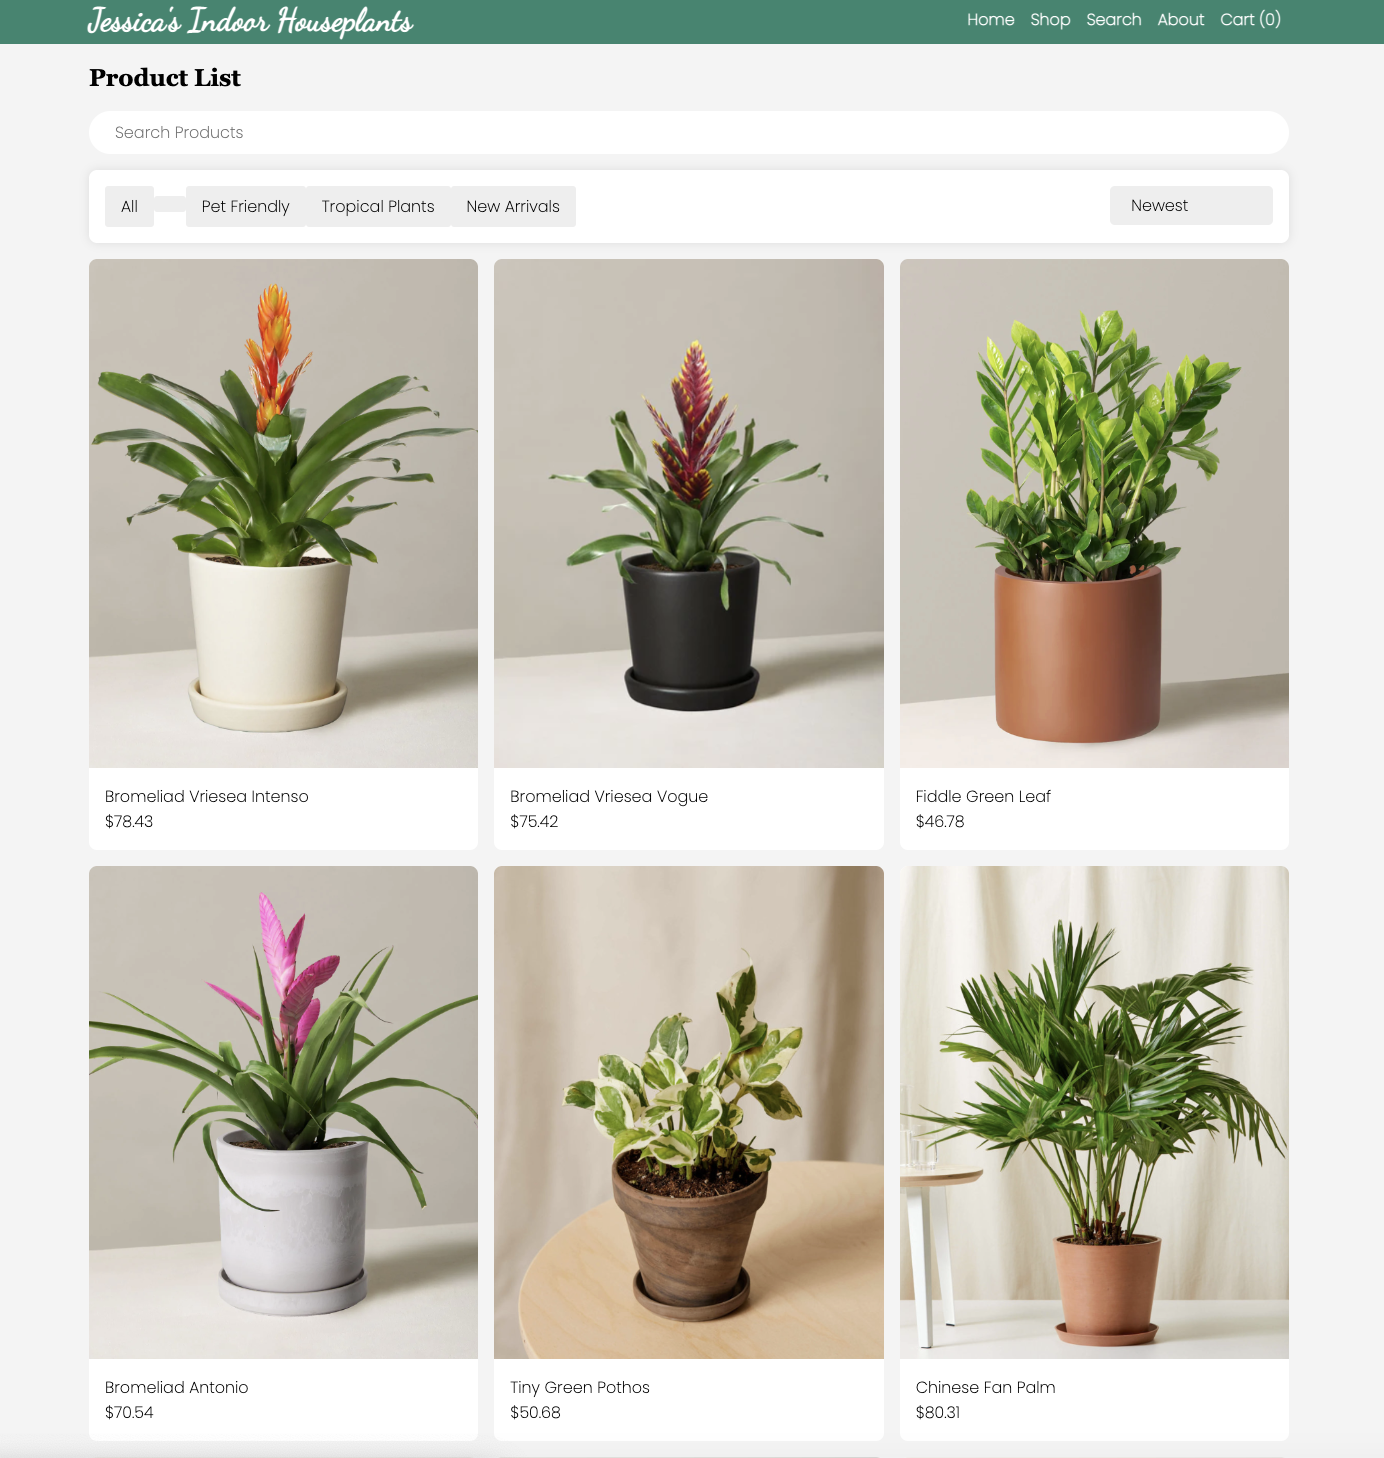 Jessica's Indoor Houseplants
Home Shop Search About Cart (0)
Product List
Search Products
All Pet Friendly Tropical Plants New Arrivals
Newest
Bromeliad Vriesea Intenso
$78.43
Bromeliad Vriesea Vogue
$75.42
Fiddle Green Leaf
$46.78
Bromeliad Antonio
$70.54
Tiny Green Pothos
$50.68
Chinese Fan Palm
$80.31